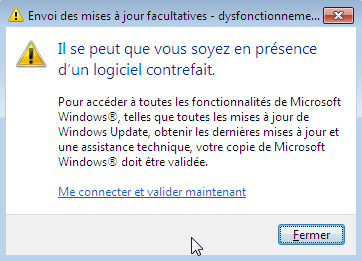 Envoi des mises à jour facultatives - dysfonctionneme...
Il se peut que vous soyez en présence
d'un logiciel contrefait.
Pour accéder à toutes les fonctionnalités de Microsoft
Windows®, telles que toutes les mises à jour de
Windows Update, obtenir les dernières mises à jour et
une assistance technique, votre copie de Microsoft
Windows® doit être validée.
Me connecter et valider maintenant
Fermer